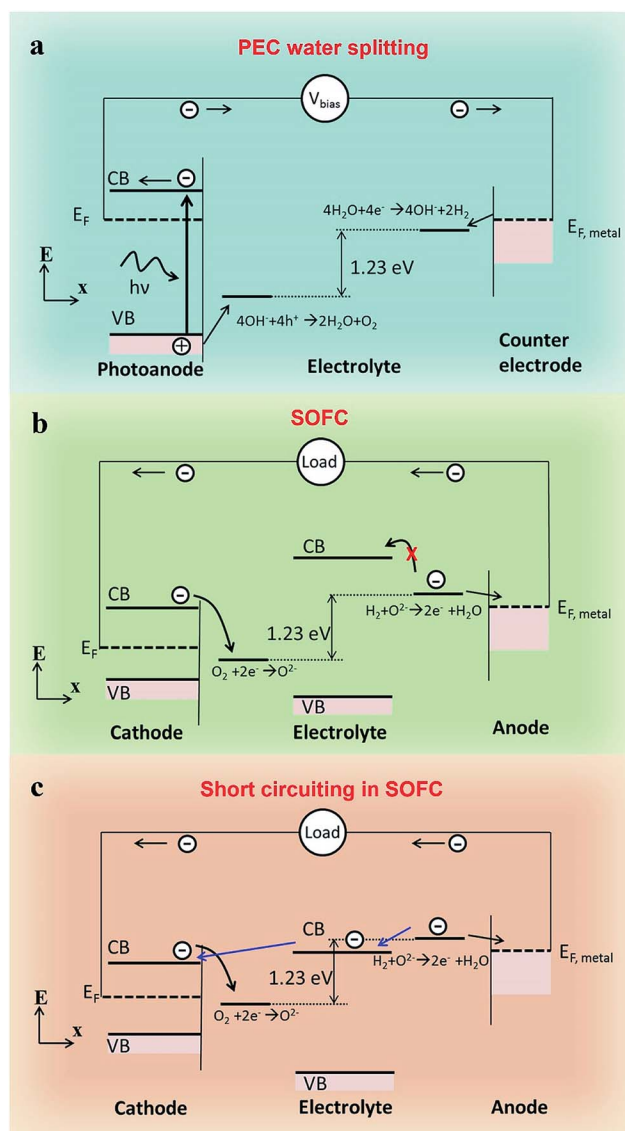 a
PEC water splitting
V_bias
⊖ → ⊖ →
CB ← ⊖
E_F
4H₂O+4e⁻ →4OH⁻+2H₂
E_F, metal
1.23 eV
E
x
hν
VB
⊕
4OH⁻+4h⁺ →2H₂O+O₂
Photoanode
Electrolyte
Counter
electrode
b
SOFC
Load
← ⊖ ← ⊖
CB
X
CB ⊖
⊖
H₂+O²⁻→2e⁻ +H₂O
E_F, metal
1.23 eV
E_F
O₂ +2e⁻→O²⁻
E
x
VB
VB
Cathode
Electrolyte
Anode
c
Short circuiting in SOFC
Load
← ⊖ ← ⊖
CB ⊖ ⊖
CB ⊖
H₂+O²⁻→2e⁻ +H₂O
E_F, metal
1.23 eV
E_F
O₂ +2e⁻→O²⁻
E
x
VB
VB
Cathode
Electrolyte
Anode